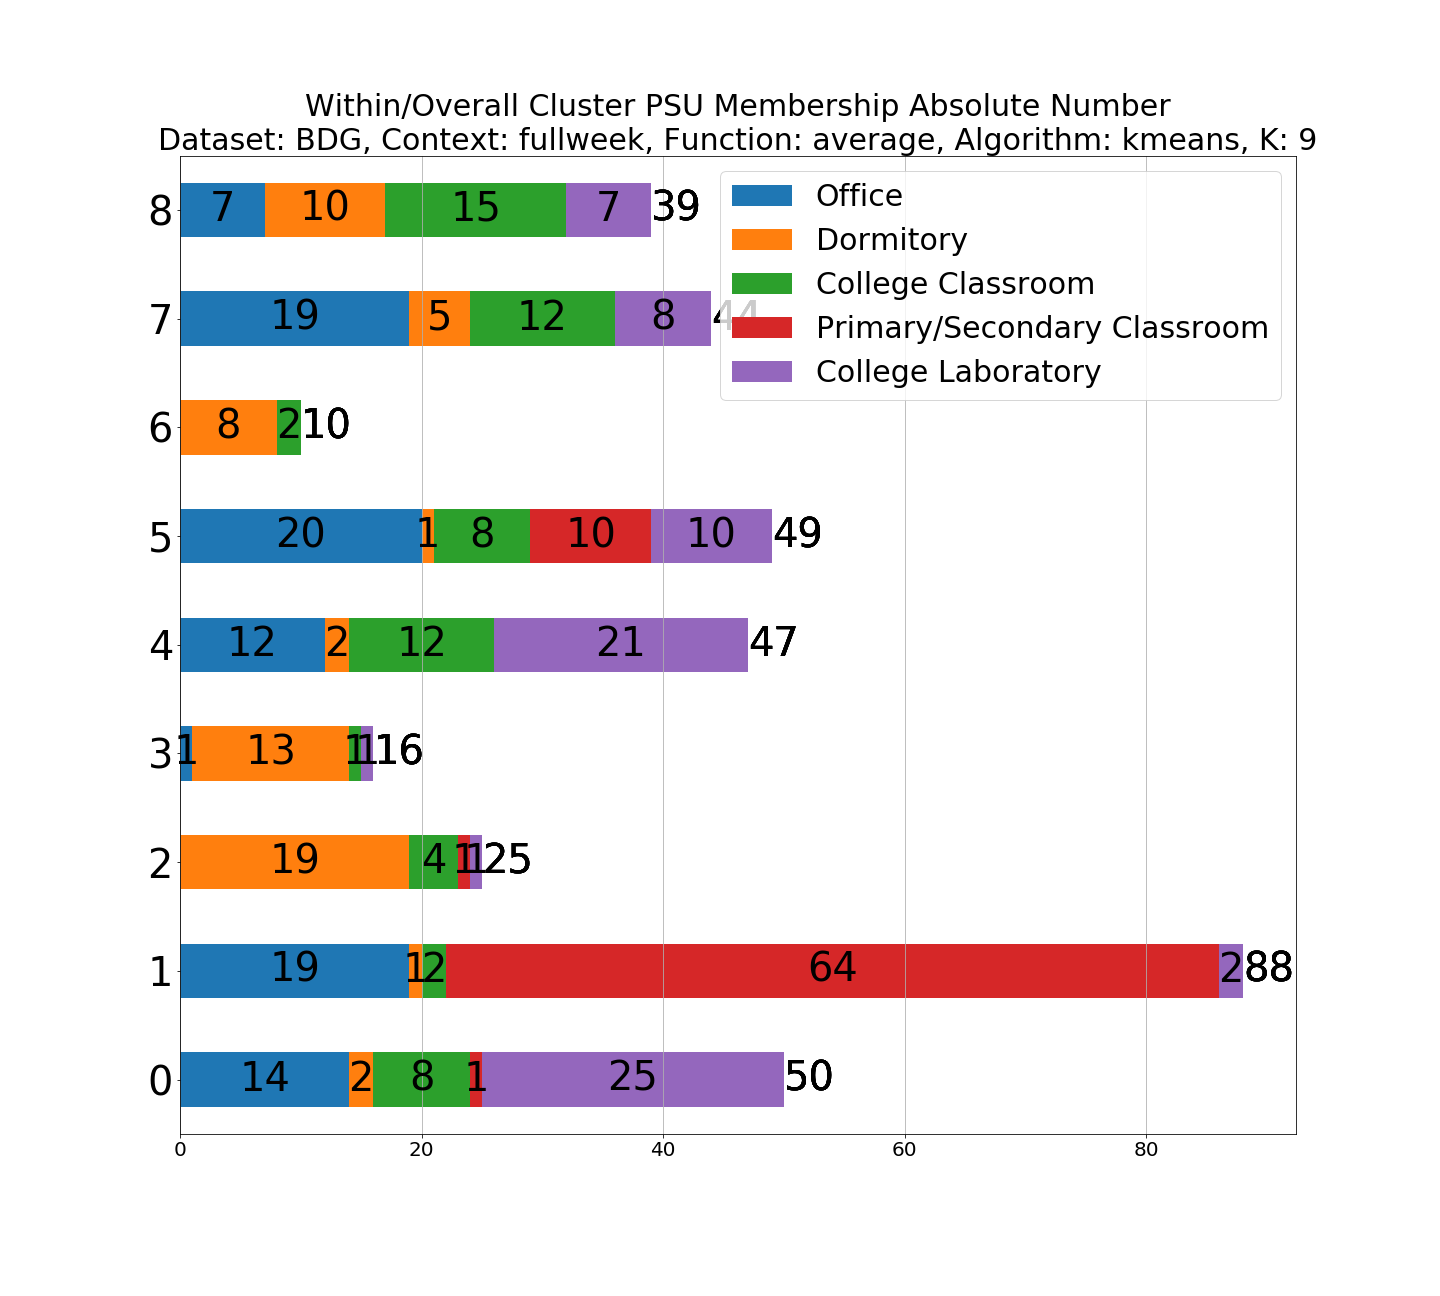 Within/Overall Cluster PSU Membership Absolute Number
Dataset: BDG, Context: fullweek, Function: average, Algorithm: kmeans, K: 9
Office
Dormitory
College Classroom
Primary/Secondary Classroom
College Laboratory
8 7 10 15 7 39
7 19 5 12 8 44
6 8 2 10
5 20 1 8 10 10 49
4 12 2 12 21 47
3 1 13 1 1 16
2 19 4 1 1 25
1 19 1 2 64 2 88
0 14 2 8 1 25 50
0 20 40 60 80